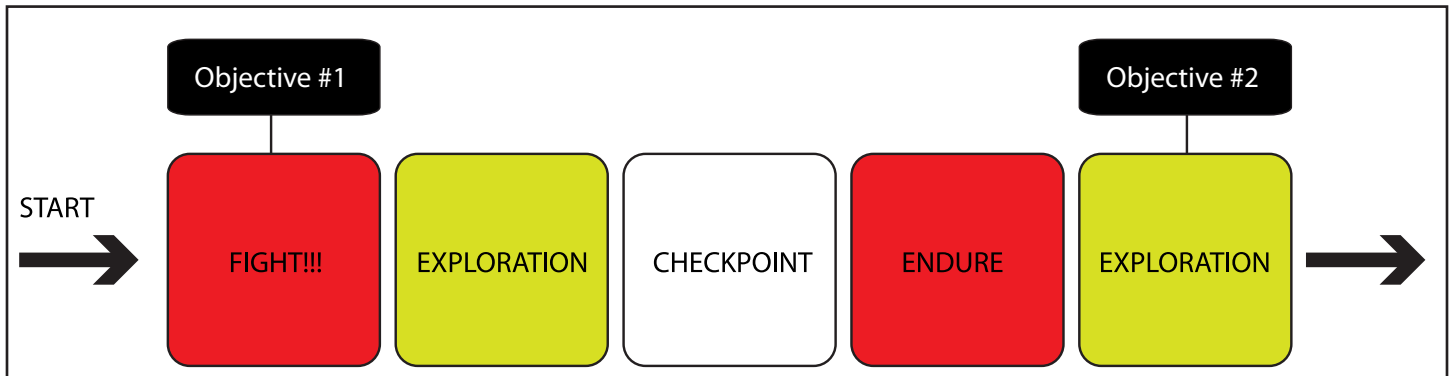 Objective #1
Objective #2
START
FIGHT!!!
EXPLORATION
CHECKPOINT
ENDURE
EXPLORATION